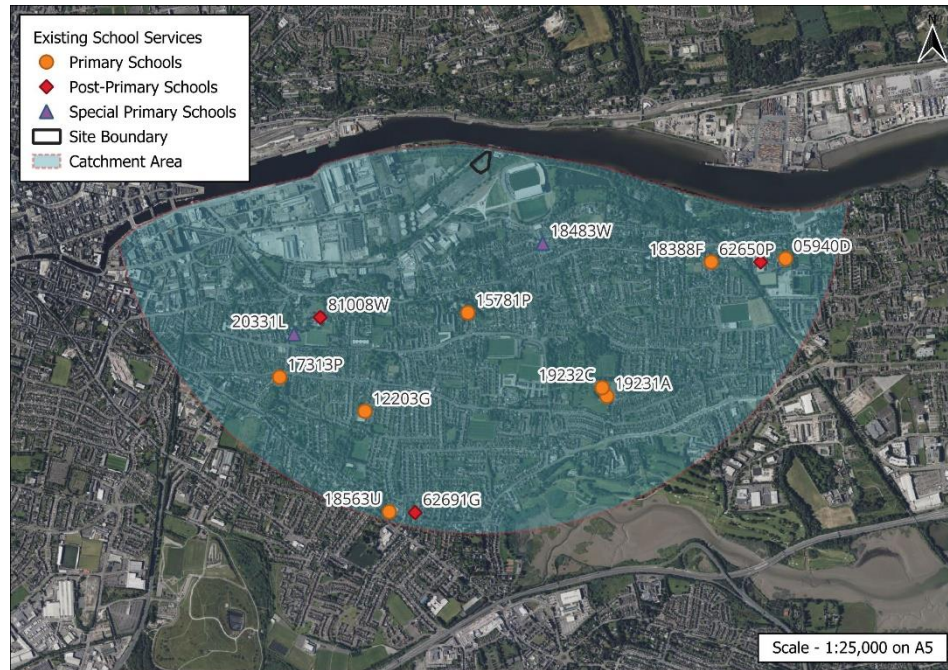 Existing School Services
Primary Schools
Post-Primary Schools
Special Primary Schools
Site Boundary
Catchment Area
N
18483W
18388F
62650P
05940D
81008W
15781P
20331L
17313P
19232C
19231A
12203G
18563U
62691G
Scale - 1:25,000 on A5